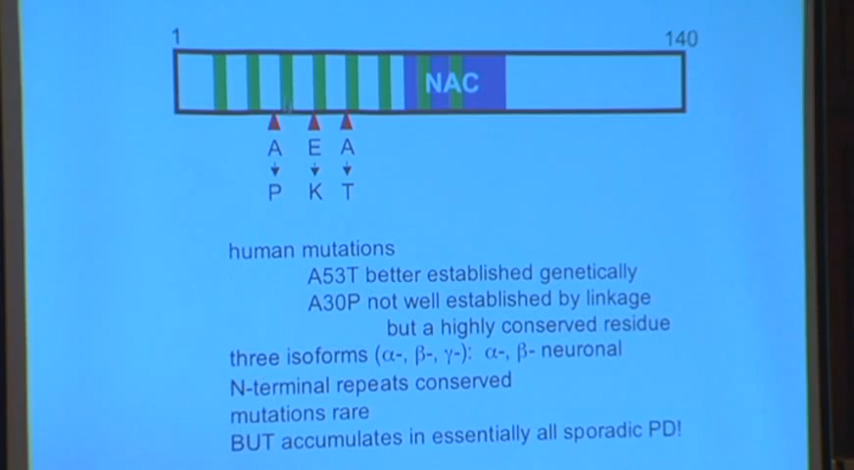 1 140
NAC
A E A
P K T
human mutations
A53T better established genetically
A30P not well established by linkage
but a highly conserved residue
three isoforms (α-, β-, γ-): α-, β- neuronal
N-terminal repeats conserved
mutations rare
BUT accumulates in essentially all sporadic PD!